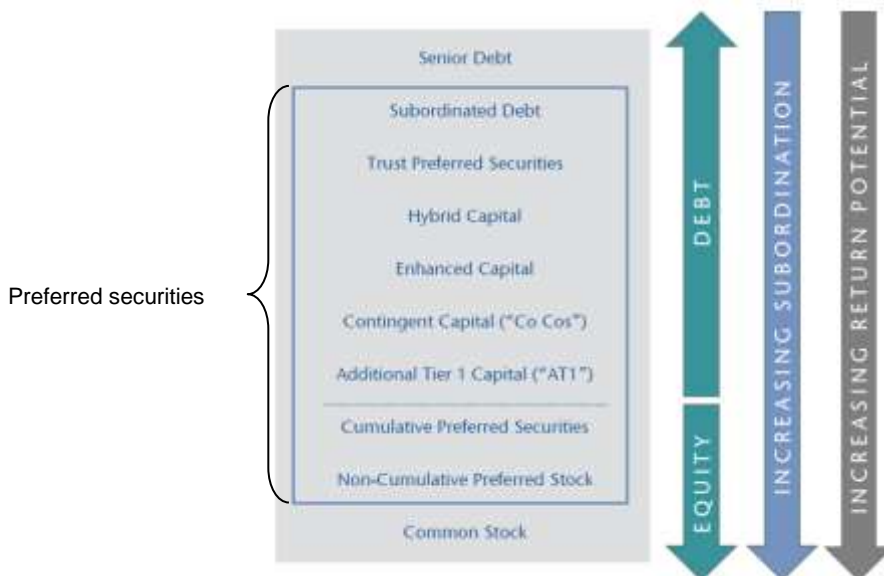 Senior Debt
Subordinated Debt
Trust Preferred Securities
Hybrid Capital
Enhanced Capital
Contingent Capital ("Co Cos")
Additional Tier 1 Capital ("AT1")
Cumulative Preferred Securities
Non-Cumulative Preferred Stock
Common Stock
Preferred securities
DEBT
EQUITY
INCREASING SUBORDINATION
INCREASING RETURN POTENTIAL